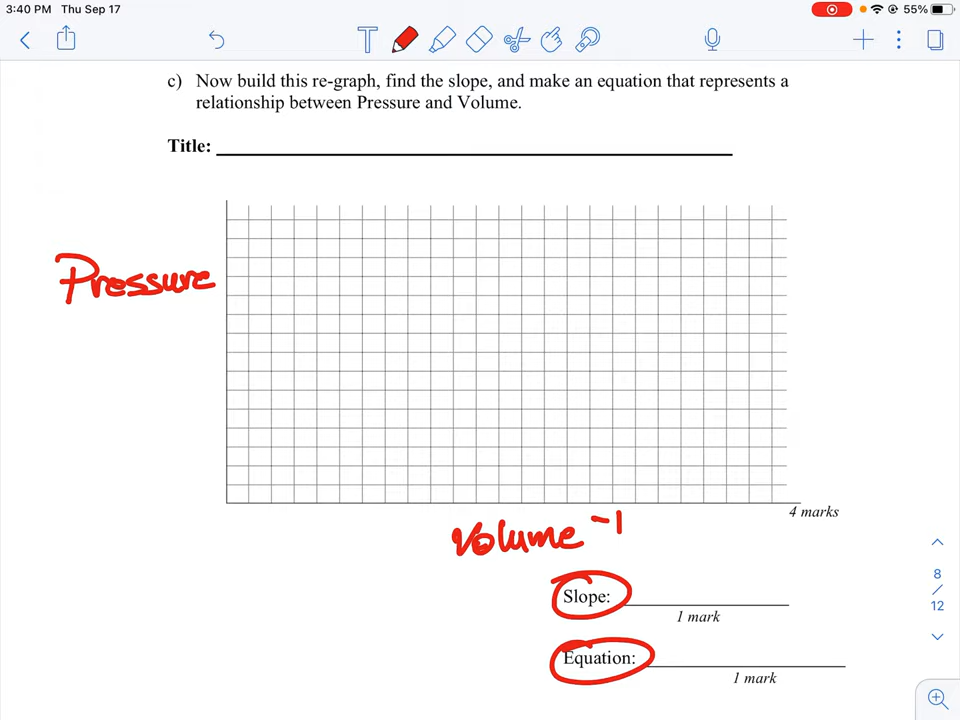 3:40 PM Thu Sep 17
55%
T
c) Now build this re-graph, find the slope, and make an equation that represents a
relationship between Pressure and Volume.
Title:
Pressure
4 marks
Volume⁻¹
Slope:
1 mark
Equation:
1 mark
8
/
12